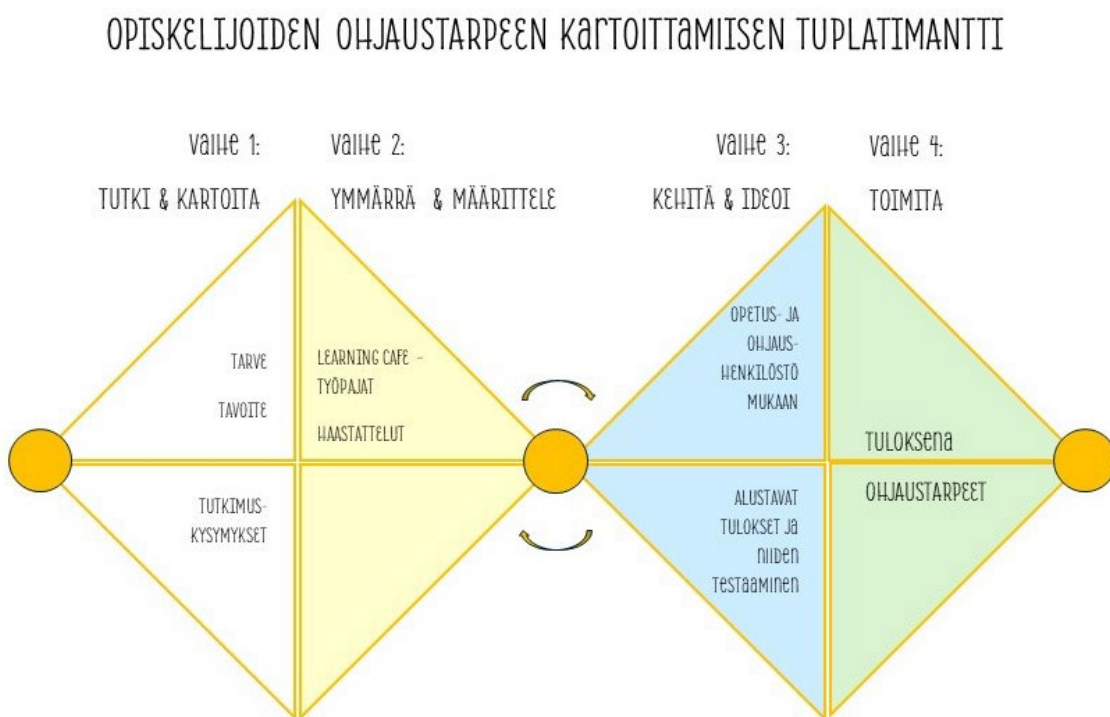 OPISKELIJOIDEN OHJAUSTARPEEN KARTOITTAMISEN TUPLATIMANTTI
VAIHE 1:
TUTKI & KARTOITA
VAIHE 2:
YMMÄRRÄ & MÄÄRITTELE
VAIHE 3:
KEHITÄ & IDEOI
VAIHE 4:
TOIMITA
TARVE
TAVOITE
TUTKIMUS-
KYSYMYKSET
LEARNING CAFE -
TYÖPAJAT
HAASTATTELUT
OPETUS- JA
OHJAUS-
HENKILÖSTÖ
MUKAAN
ALUSTAVAT
TULOKSET JA
NIIDEN
TESTAAMINEN
TULOKSENA
OHJAUSTARPEET